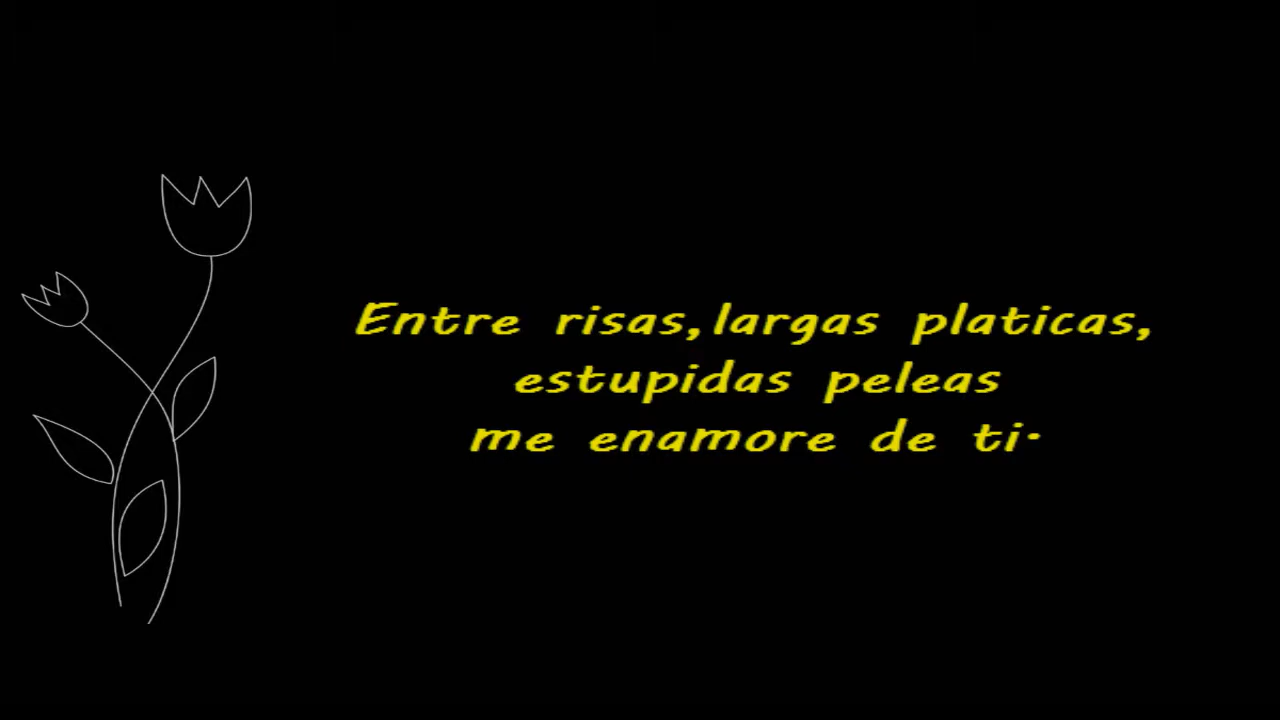 Entre risas, largas platicas,
estupidas peleas
me enamore de ti.